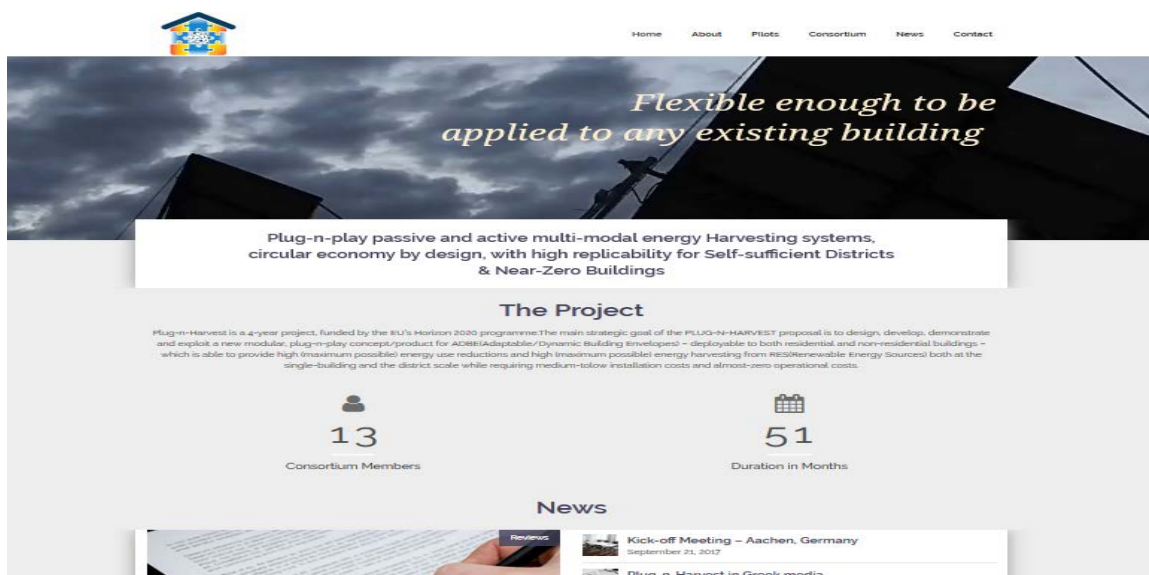 Home About Pilots Consortium News Contact
Flexible enough to be
applied to any existing building
Plug-n-play passive and active multi-modal energy Harvesting systems,
circular economy by design, with high replicability for Self-sufficient Districts
& Near-Zero Buildings
The Project
Plug-n-Harvest is a 4-year project, funded by the EU's Horizon 2020 programme.The main strategic goal of the PLUG-N-HARVEST proposal is to design, develop, demonstrate
and exploit a new modular, plug-n-play concept/product for ADBE(Adaptable/Dynamic Building Envelopes) – deployable to both residential and non-residential buildings –
which is able to provide high (maximum possible) energy use reductions and high (maximum possible) energy harvesting from RES(Renewable Energy Sources) both at the
single-building and the district scale while requiring medium-tolow installation costs and almost-zero operational costs.
13
Consortium Members
51
Duration in Months
News
Reviews
Kick-off Meeting – Aachen, Germany
September 21, 2017
Plug-n-Harvest in Greek media